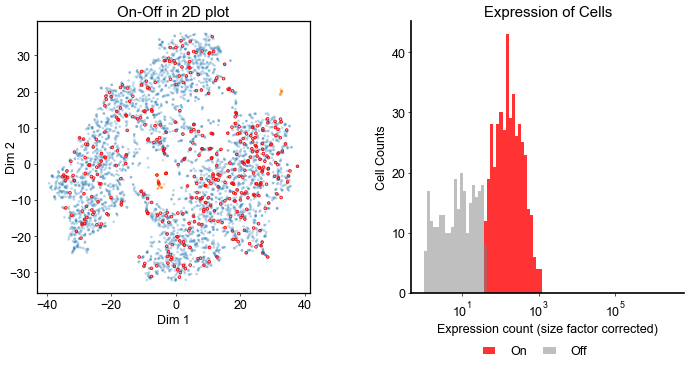 On-Off in 2D plot
Dim 2
30
20
10
0
−10
−20
−30
−40 −20 0 20 40
Dim 1
Expression of Cells
Cell Counts
40
30
20
10
0
10^1 10^3 10^5
Expression count (size factor corrected)
On Off